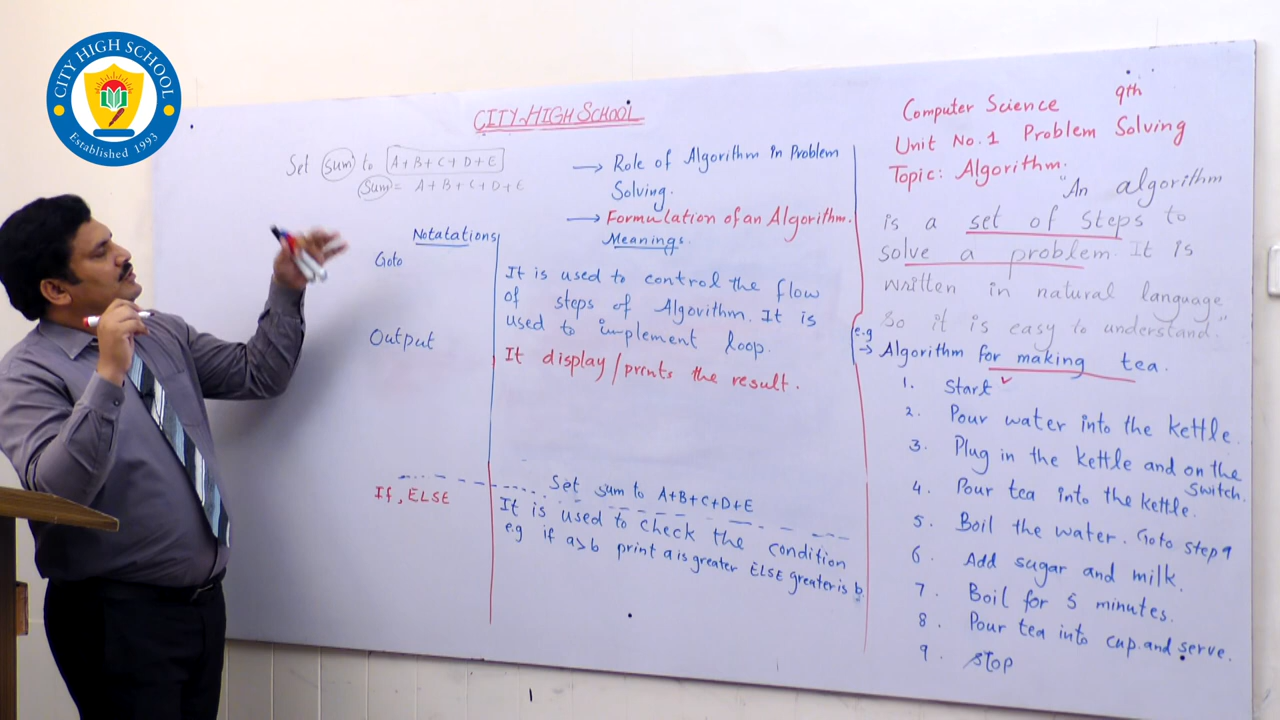 CITY HIGH SCHOOL
Established 1993
CITY HIGH SCHOOL
Set sum to A+B+C+D+E
Sum = A+B+C+D+E
→ Role of Algorithm in Problem
Solving.
→ Formulation of an Algorithm.
Notatations
Meanings.
Goto
It is used to control the flow
of steps of Algovithm. It is
used to implement loop.
Output
It display/prints the result.
Set sum to A+B+C+D+E
If, ELSE
It is used to check the condition
e.g if a>b print a is greater ELSE greater is b.
Computer Science 9th
Unit No.1 Problem Solving
Topic: Algorithm.
"An algorithm
is a set of steps to
solve a problem. It is
written in natural language
so it is easy to understand."
e.g
→ Algorithm for making tea.
1. Start ✓
2. Pour water into the kettle.
3. Plug in the kettle and on the
switch.
4. Pour tea into the kettle.
5. Boil the water. Goto step 9
6. Add sugar and milk.
7. Boil for 5 minutes.
8. Pour tea into cup and serve.
9. Stop